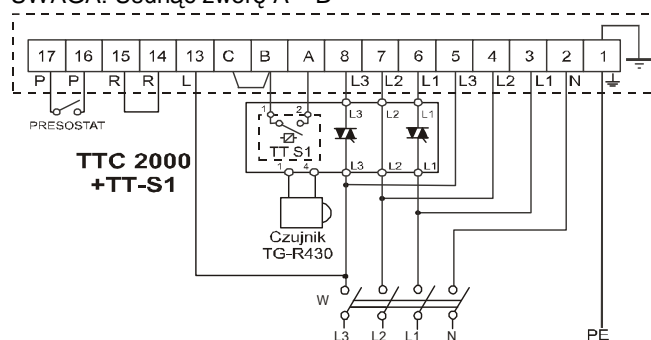 UWAGA: Usunąć zworę A – B
17 16 15 14 13 C B A 8 7 6 5 4 3 2 1
P P R R L L3 L2 L1 L3 L2 L1 N
PRESOSTAT
1 2 L3 L2 L1
TT S1
TTC 2000
+TT-S1
1 4 L3 L2 L1
Czujnik
TG-R430
W
L3 L2 L1 N PE